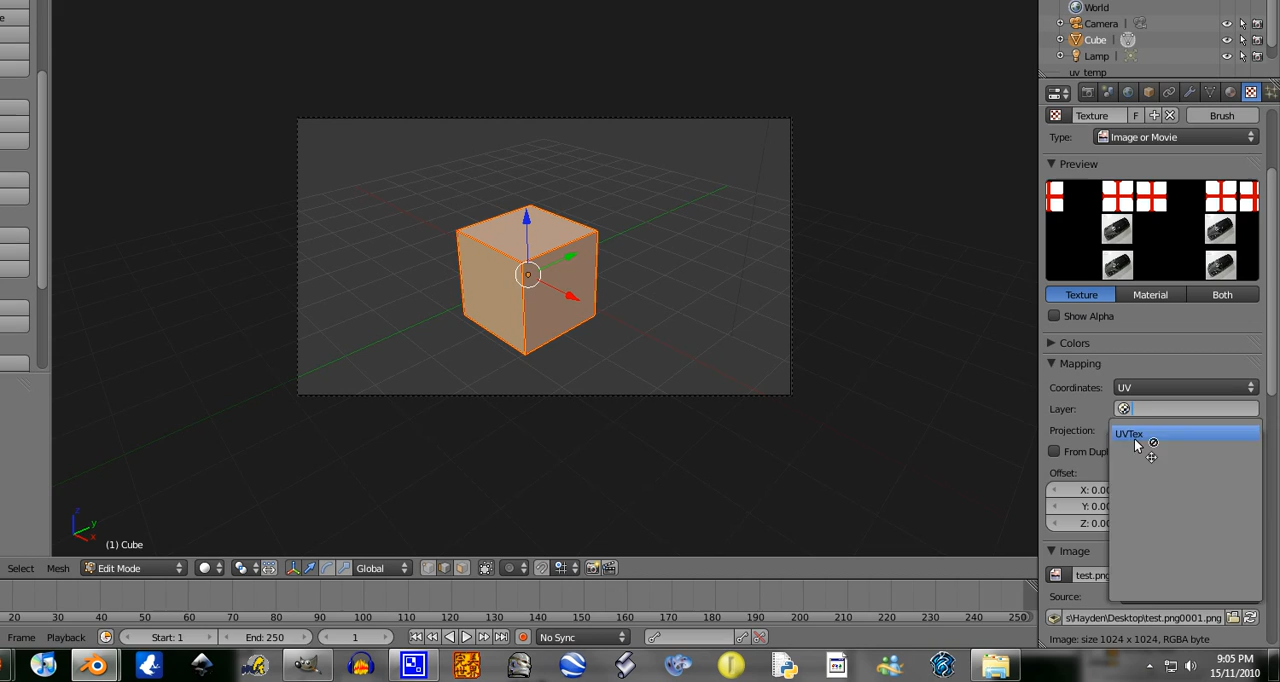 World
Camera
Cube
Lamp
uv temp
Texture F Brush
Type: Image or Movie
Preview
Texture Material Both
Show Alpha
Colors
Mapping
Coordinates: UV
Layer:
UVTex
Projection:
From Dupl
Offset:
X: 0.00
Y: 0.00
Z: 0.00
Image
test.png
Source:
s\Hayden\Desktop\test.png0001.png
Image: size 1024 x 1024, RGBA byte
z
y
x
(1) Cube
Select Mesh Edit Mode Global
20 30 40 50 60 70 80 90 100 110 120 130 140 150 160 170 180 190 200 210 220 230 240 250
Frame Playback Start: 1 End: 250 1 No Sync
9:05 PM
15/11/2010